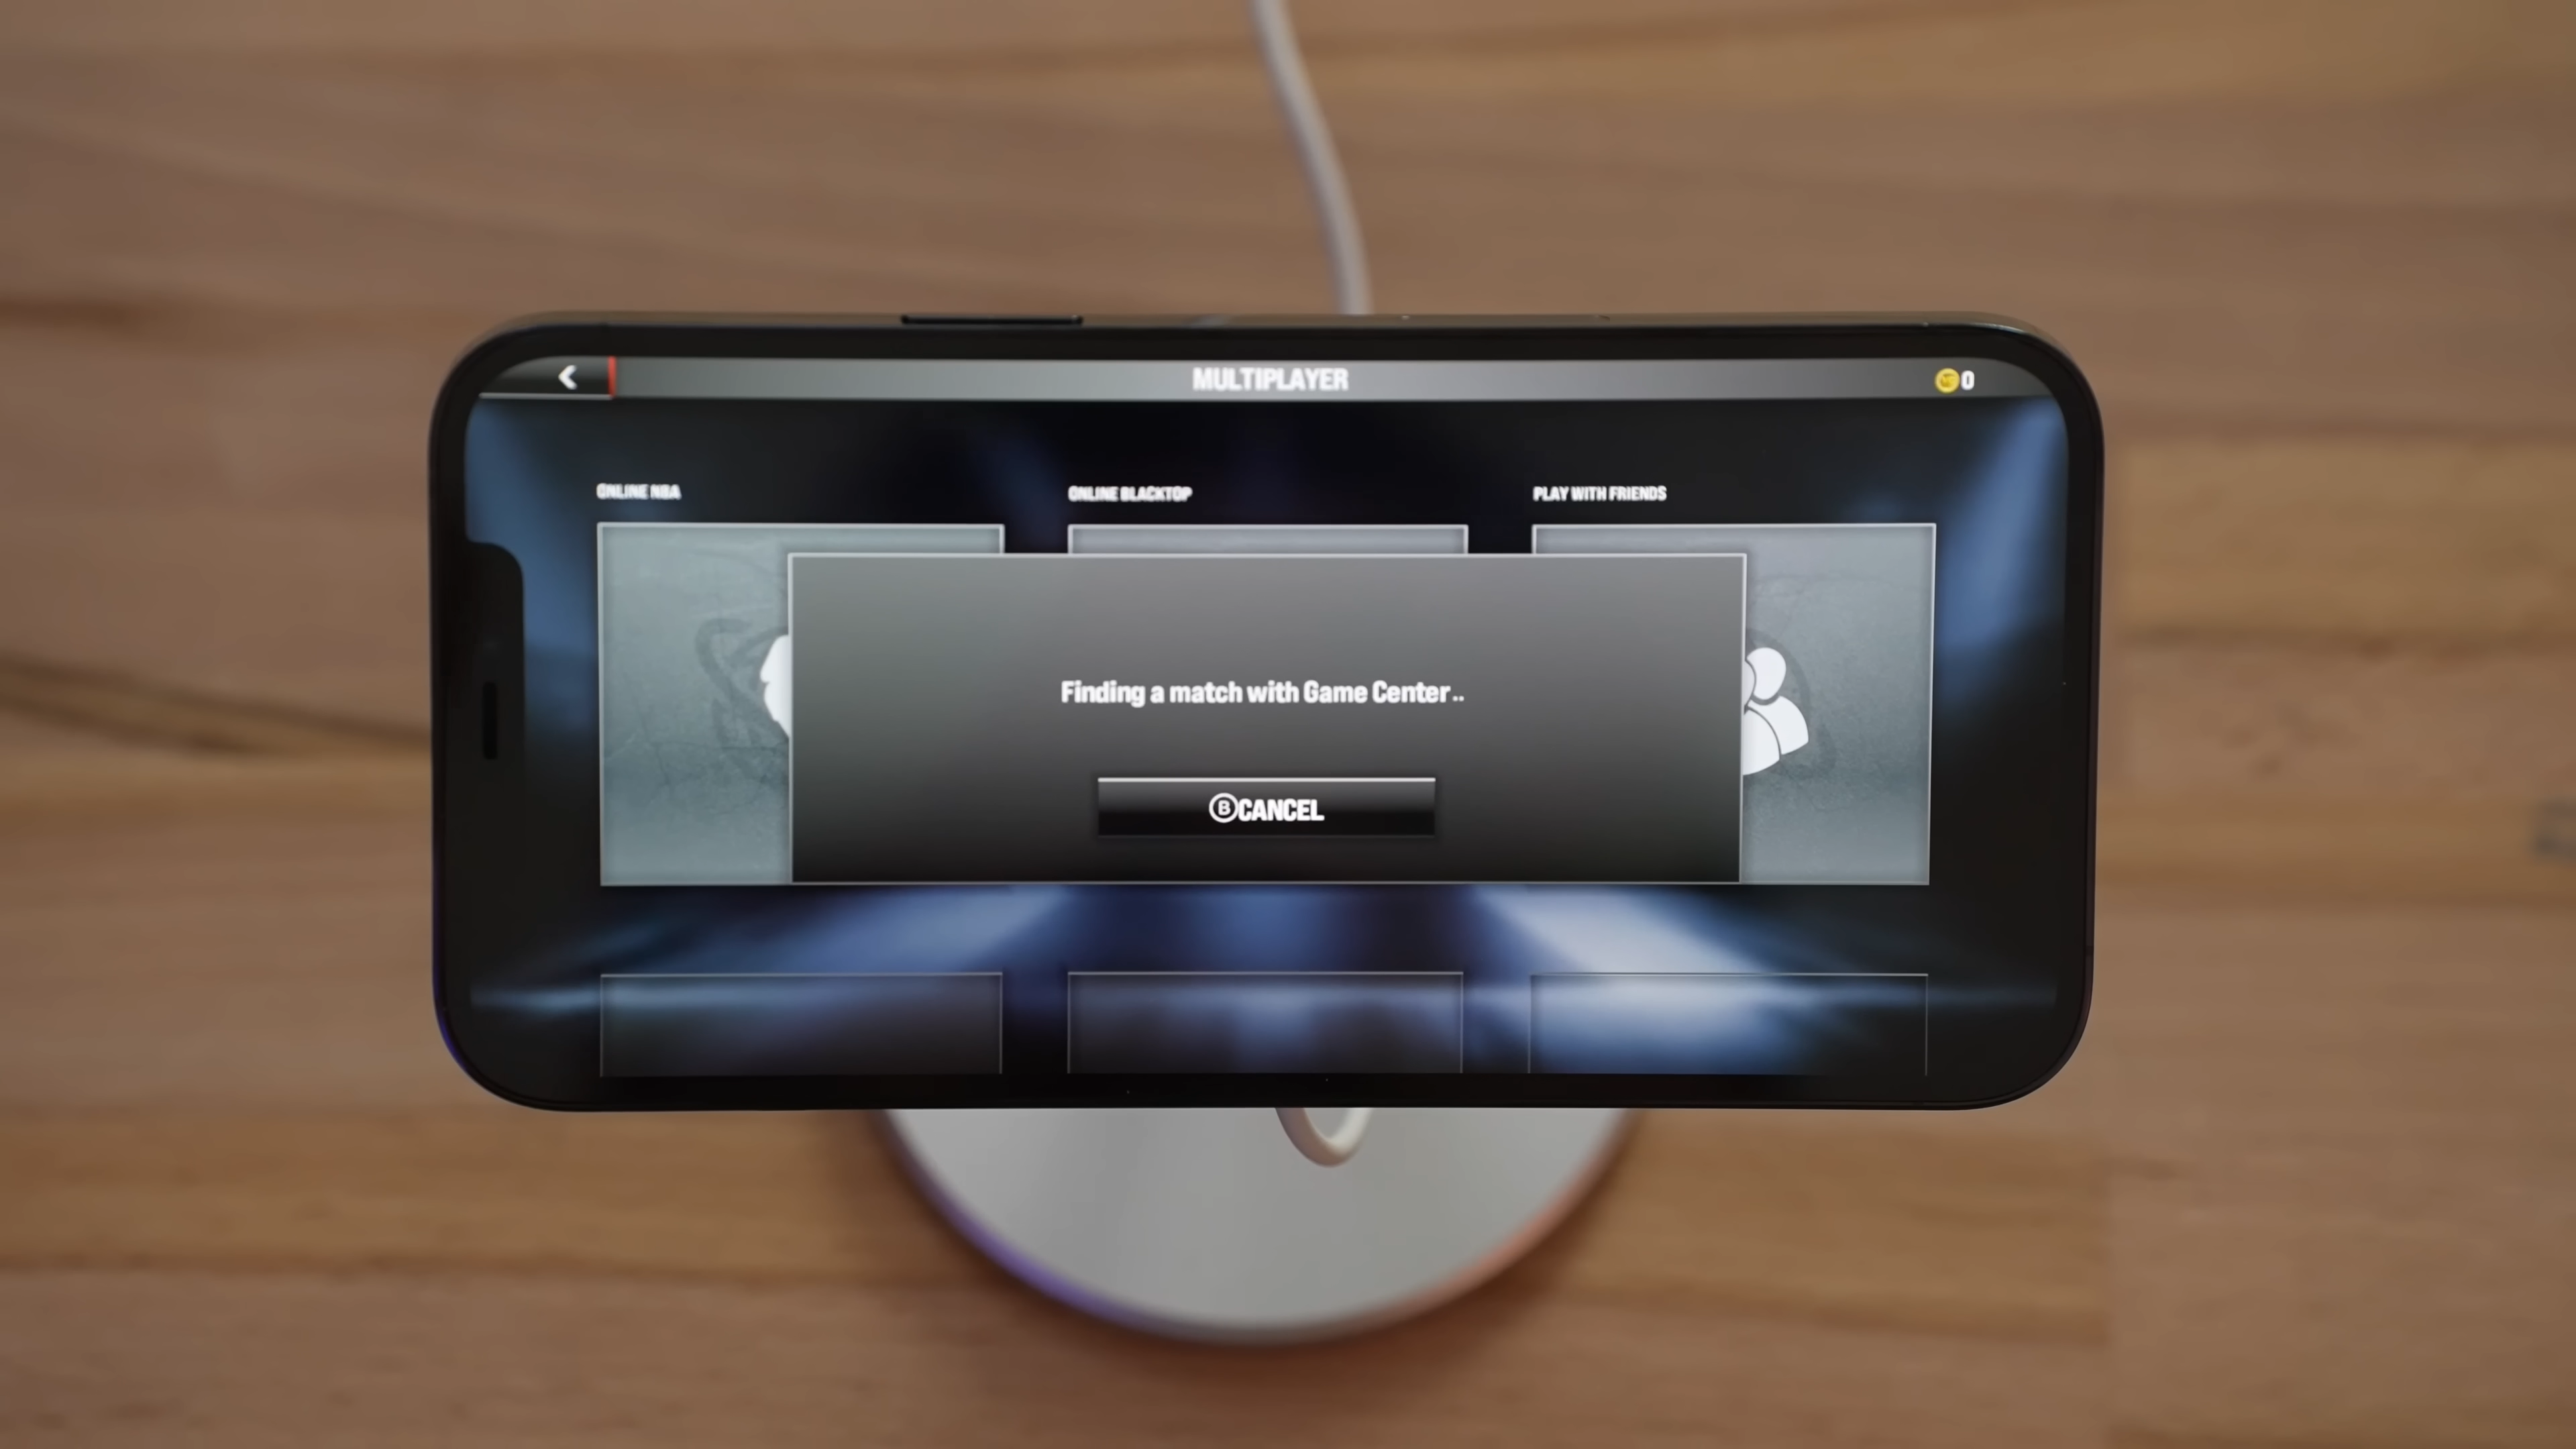 MULTIPLAYER
0
ONLINE NBA
ONLINE BLACKTOP
PLAY WITH FRIENDS
Finding a match with Game Center..
B CANCEL